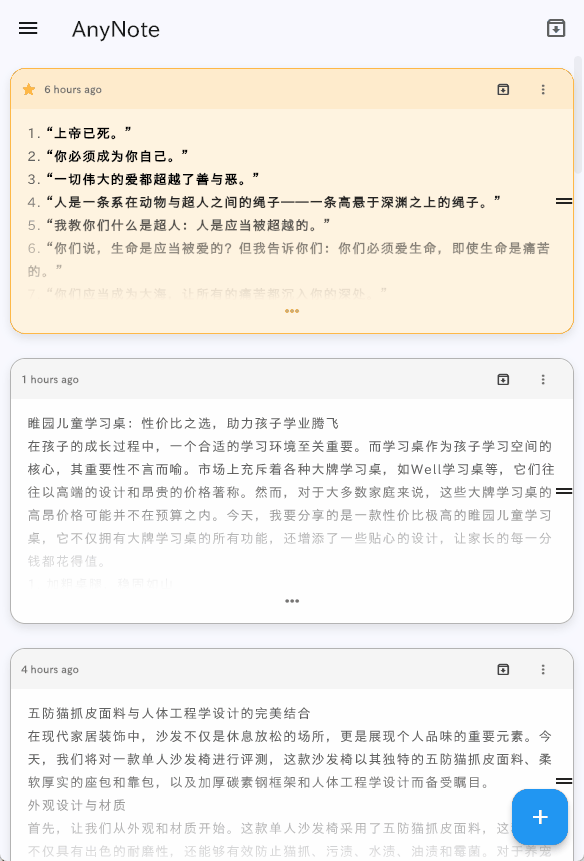 AnyNote
6 hours ago
1. “上帝已死。”
2. “你必须成为你自己。”
3. “一切伟大的爱都超越了善与恶。”
4. “人是一条系在动物与超人之间的绳子——一条高悬于深渊之上的绳子。”
5. “我教你们什么是超人：人是应当被超越的。”
6. “你们说，生命是应当被爱的？但我告诉你们：你们必须爱生命，即使生命是痛苦
的。”
7. “你们应当成为大海，让所有的痛苦都沉入你的深处。”
1 hours ago
睢园儿童学习桌：性价比之选，助力孩子学业腾飞
在孩子的成长过程中，一个合适的学习环境至关重要。而学习桌作为孩子学习空间的
核心，其重要性不言而喻。市场上充斥着各种大牌学习桌，如Well学习桌等，它们往
往以高端的设计和昂贵的价格著称。然而，对于大多数家庭来说，这些大牌学习桌的
高昂价格可能并不在预算之内。今天，我要分享的是一款性价比极高的睢园儿童学习
桌，它不仅拥有大牌学习桌的所有功能，还增添了一些贴心的设计，让家长的每一分
钱都花得值。
4 hours ago
五防猫抓皮面料与人体工程学设计的完美结合
在现代家居装饰中，沙发不仅是休息放松的场所，更是展现个人品味的重要元素。今
天，我们将对一款单人沙发椅进行评测，这款沙发椅以其独特的五防猫抓皮面料、柔
软厚实的座包和靠包，以及加厚碳素钢框架和人体工程学设计而备受瞩目。
外观设计与材质
首先，让我们从外观和材质开始。这款单人沙发椅采用了五防猫抓皮面料，这
不仅具有出色的耐磨性，还能够有效防止猫抓、污渍、水渍、油渍和霉菌。对于养宠